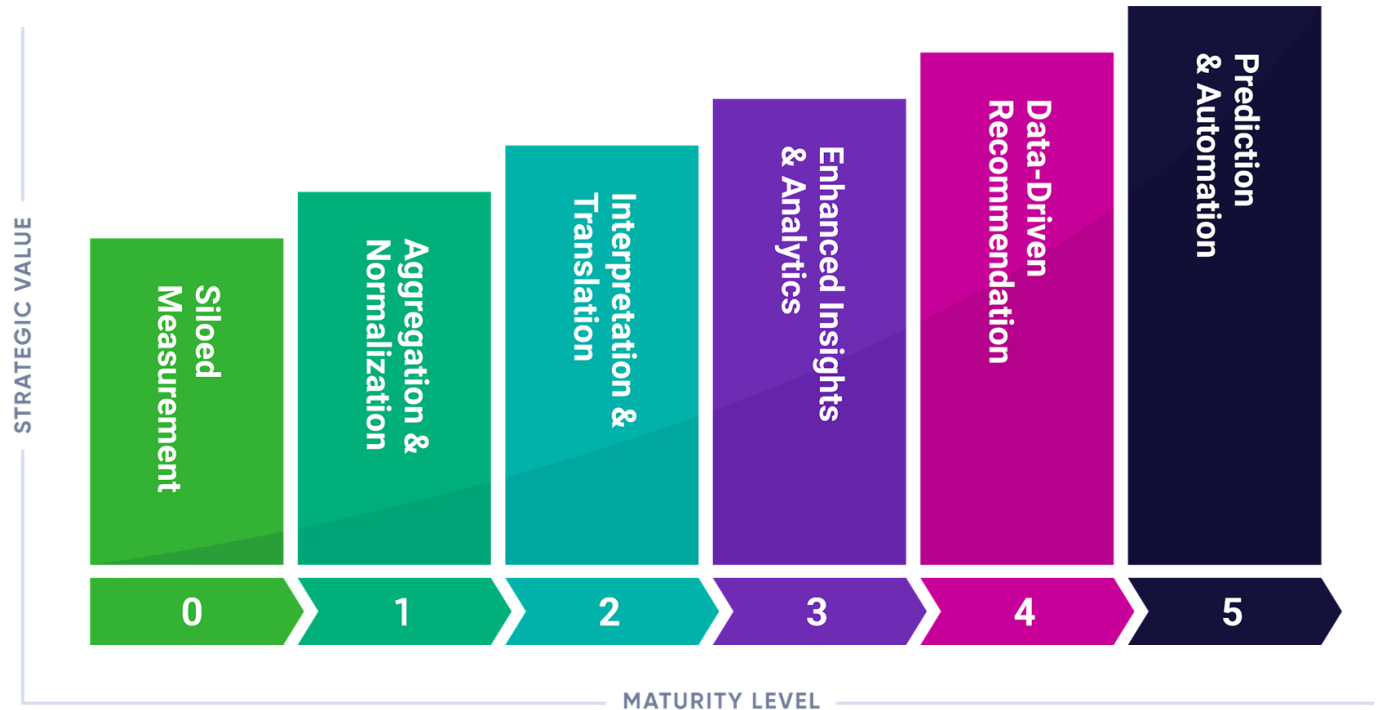 STRATEGIC VALUE
Siloed
Measurement
Aggregation &
Normalization
Interpretation &
Translation
Enhanced Insights
& Analytics
Data-Driven
Recommendation
Prediction
& Automation
0
1
2
3
4
5
MATURITY LEVEL